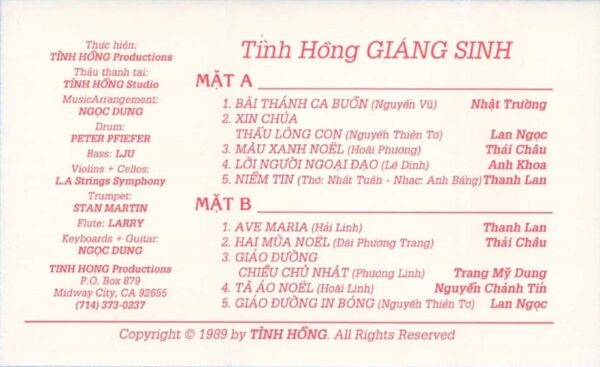 Thực hiện:
TÌNH HỒNG Productions
Thâu thanh tại:
TÌNH HỒNG Studio
MusicArrangement:
NGỌC DUNG
Drum:
PETER PFIEFER
Bass: LJU
Violins + Cellos:
L.A Strings Symphony
Trumpet:
STAN MARTIN
Flute: LARRY
Keyboards + Guitar:
NGỌC DUNG
TINH HONG Productions
P.O. Box 879
Midway City, CA 92655
(714) 373-0237
Tình Hồng GIÁNG SINH
MẶT A
1. BÀI THÁNH CA BUỒN (Nguyễn Vũ) Nhật Trường
2. XIN CHÚA
THẤU LÒNG CON (Nguyễn Thiện Tơ) Lan Ngọc
3. MÀU XANH NOËL (Hoài Phương) Thái Châu
4. LỜI NGƯỜI NGOẠI ĐẠO (Lê Dinh) Anh Khoa
5. NIỀM TIN (Thơ: Nhất Tuấn - Nhạc: Anh Bằng) Thanh Lan
MẶT B
1. AVE MARIA (Hải Linh) Thanh Lan
2. HAI MÙA NOËL (Đài Phương Trang) Thái Châu
3. GIÁO ĐƯỜNG
CHIỀU CHỦ NHẬT (Phượng Linh) Trang Mỹ Dung
4. TÀ ÁO NOËL (Hoài Linh) Nguyễn Chánh Tín
5. GIÁO ĐƯỜNG IN BÓNG (Nguyễn Thiện Tơ) Lan Ngọc
Copyright © 1989 by TÌNH HỒNG. All Rights Reserved